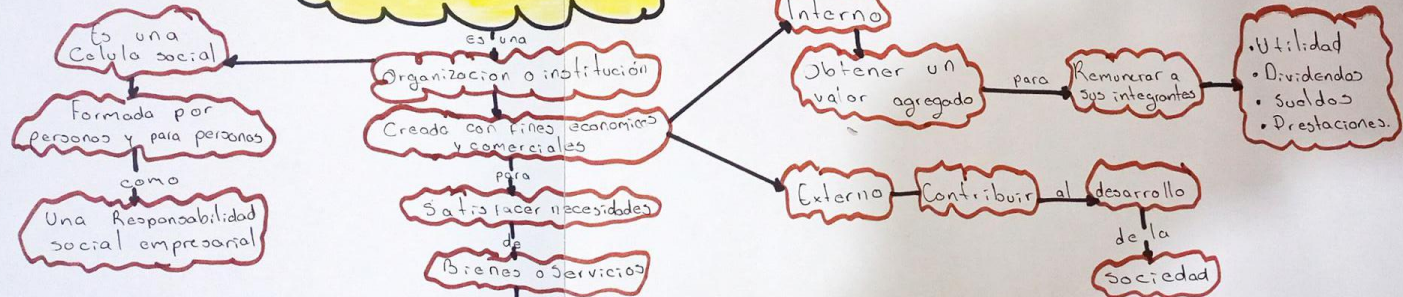 Es una
Celula social
Formada por
personas y para personas
como
Una Responsabilidad
social empresarial
es una
Organizacion o institución
Creada con fines economicos
y comerciales
para
Satisfacer necesidades
de
Bienes o Servicios
Interno
Obtener un
valor agregado
para
Remunerar a
sus integrantes
• Utilidad
• Dividendos
• Sueldos
• Prestaciones.
Externo
Contribuir
al
desarrollo
de la
sociedad